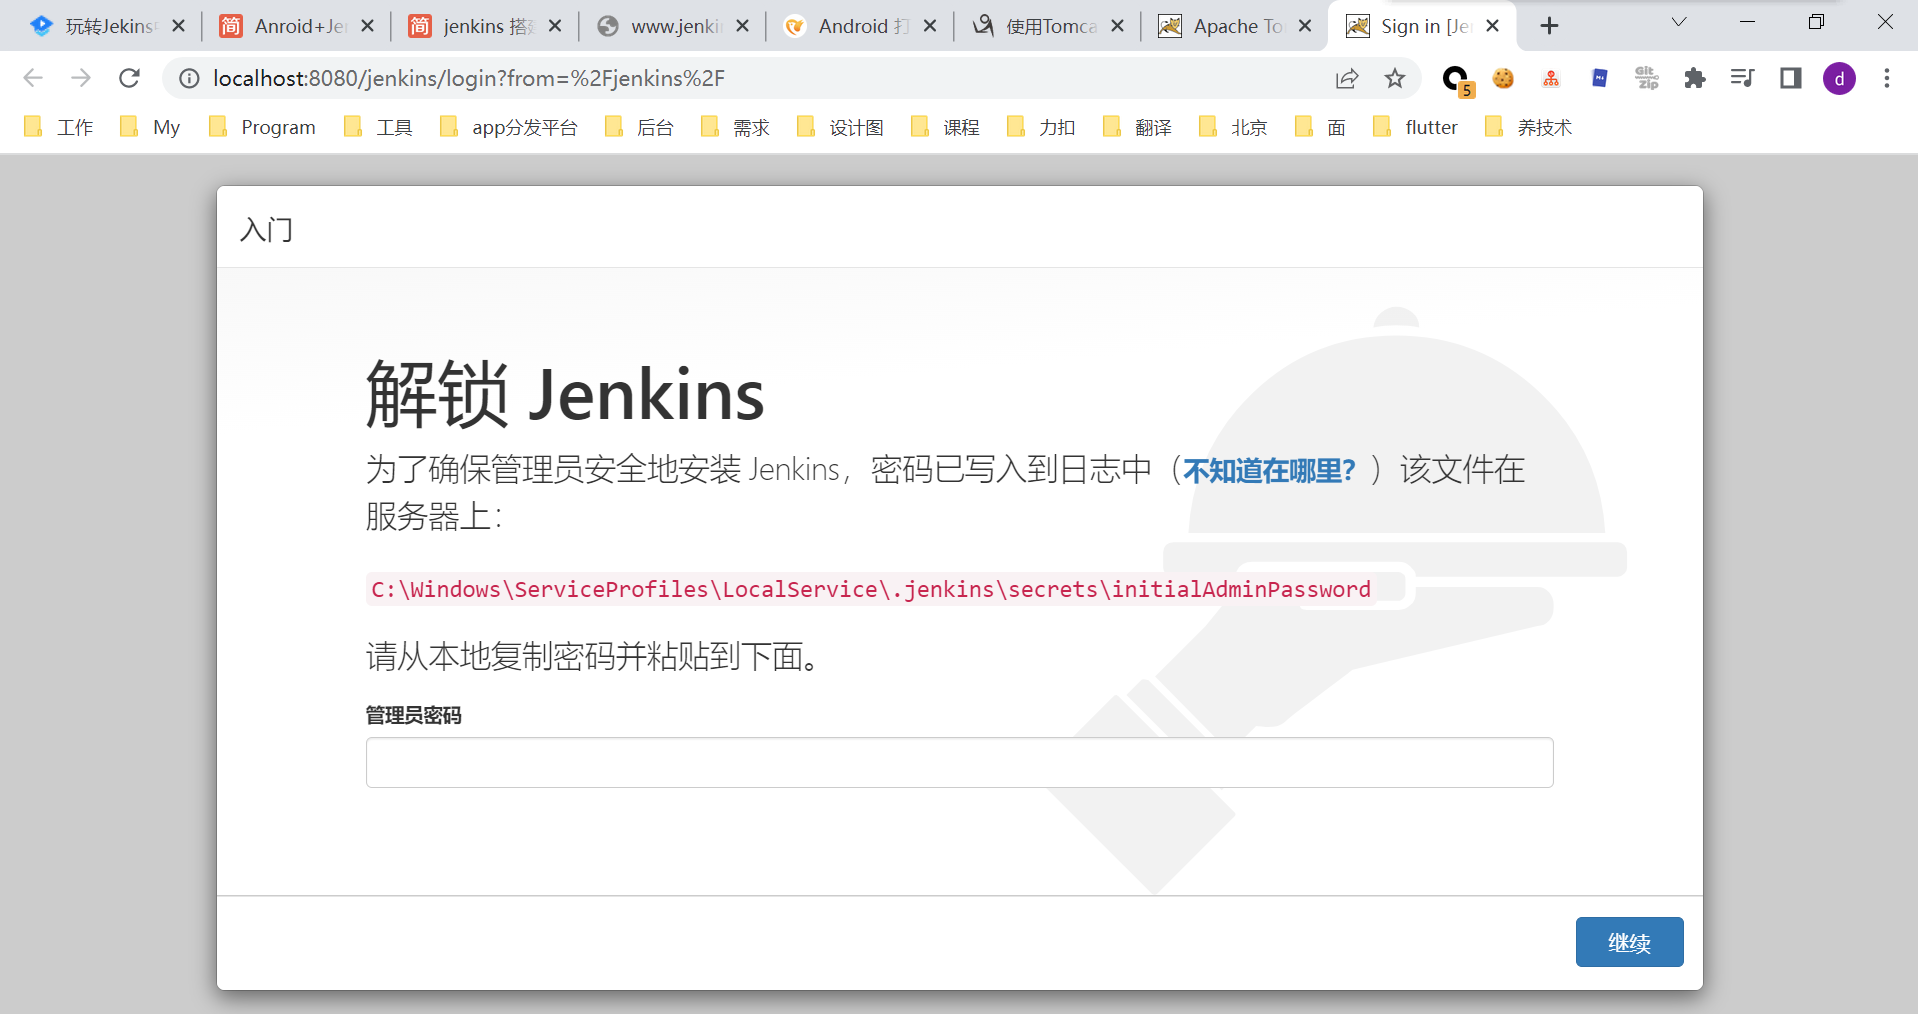 玩转Jekins
Anroid+Je
jenkins 搭
www.jenki
Android 打
使用Tomca
Apache To
Sign in [Je
localhost:8080/jenkins/login?from=%2Fjenkins%2F
5
Git Zip
d
工作
My
Program
工具
app分发平台
后台
需求
设计图
课程
力扣
翻译
北京
面
flutter
养技术
入门
解锁 Jenkins
为了确保管理员安全地安装 Jenkins，密码已写入到日志中（不知道在哪里？）该文件在
服务器上：
C:\Windows\ServiceProfiles\LocalService\.jenkins\secrets\initialAdminPassword
请从本地复制密码并粘贴到下面。
管理员密码
继续